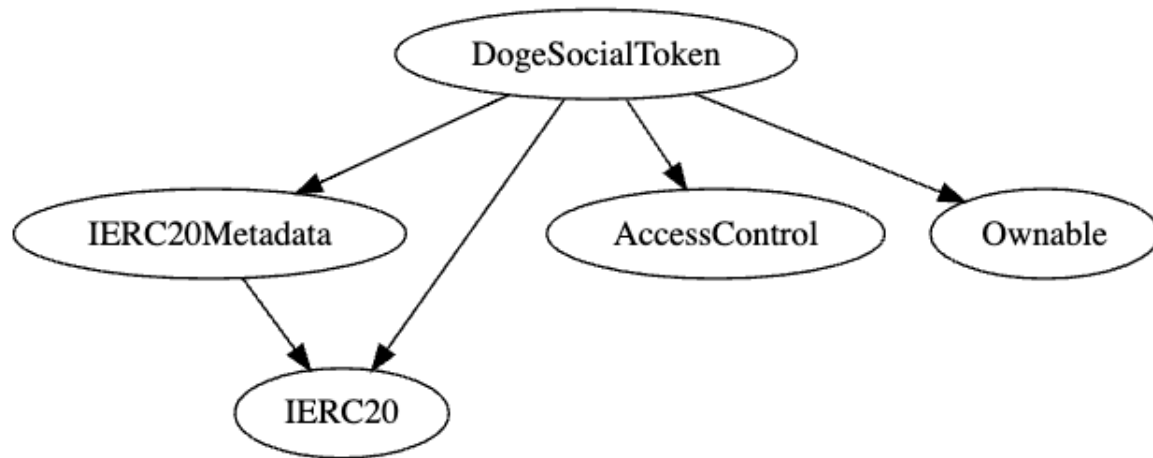 DogeSocialToken
IERC20Metadata
AccessControl
Ownable
IERC20